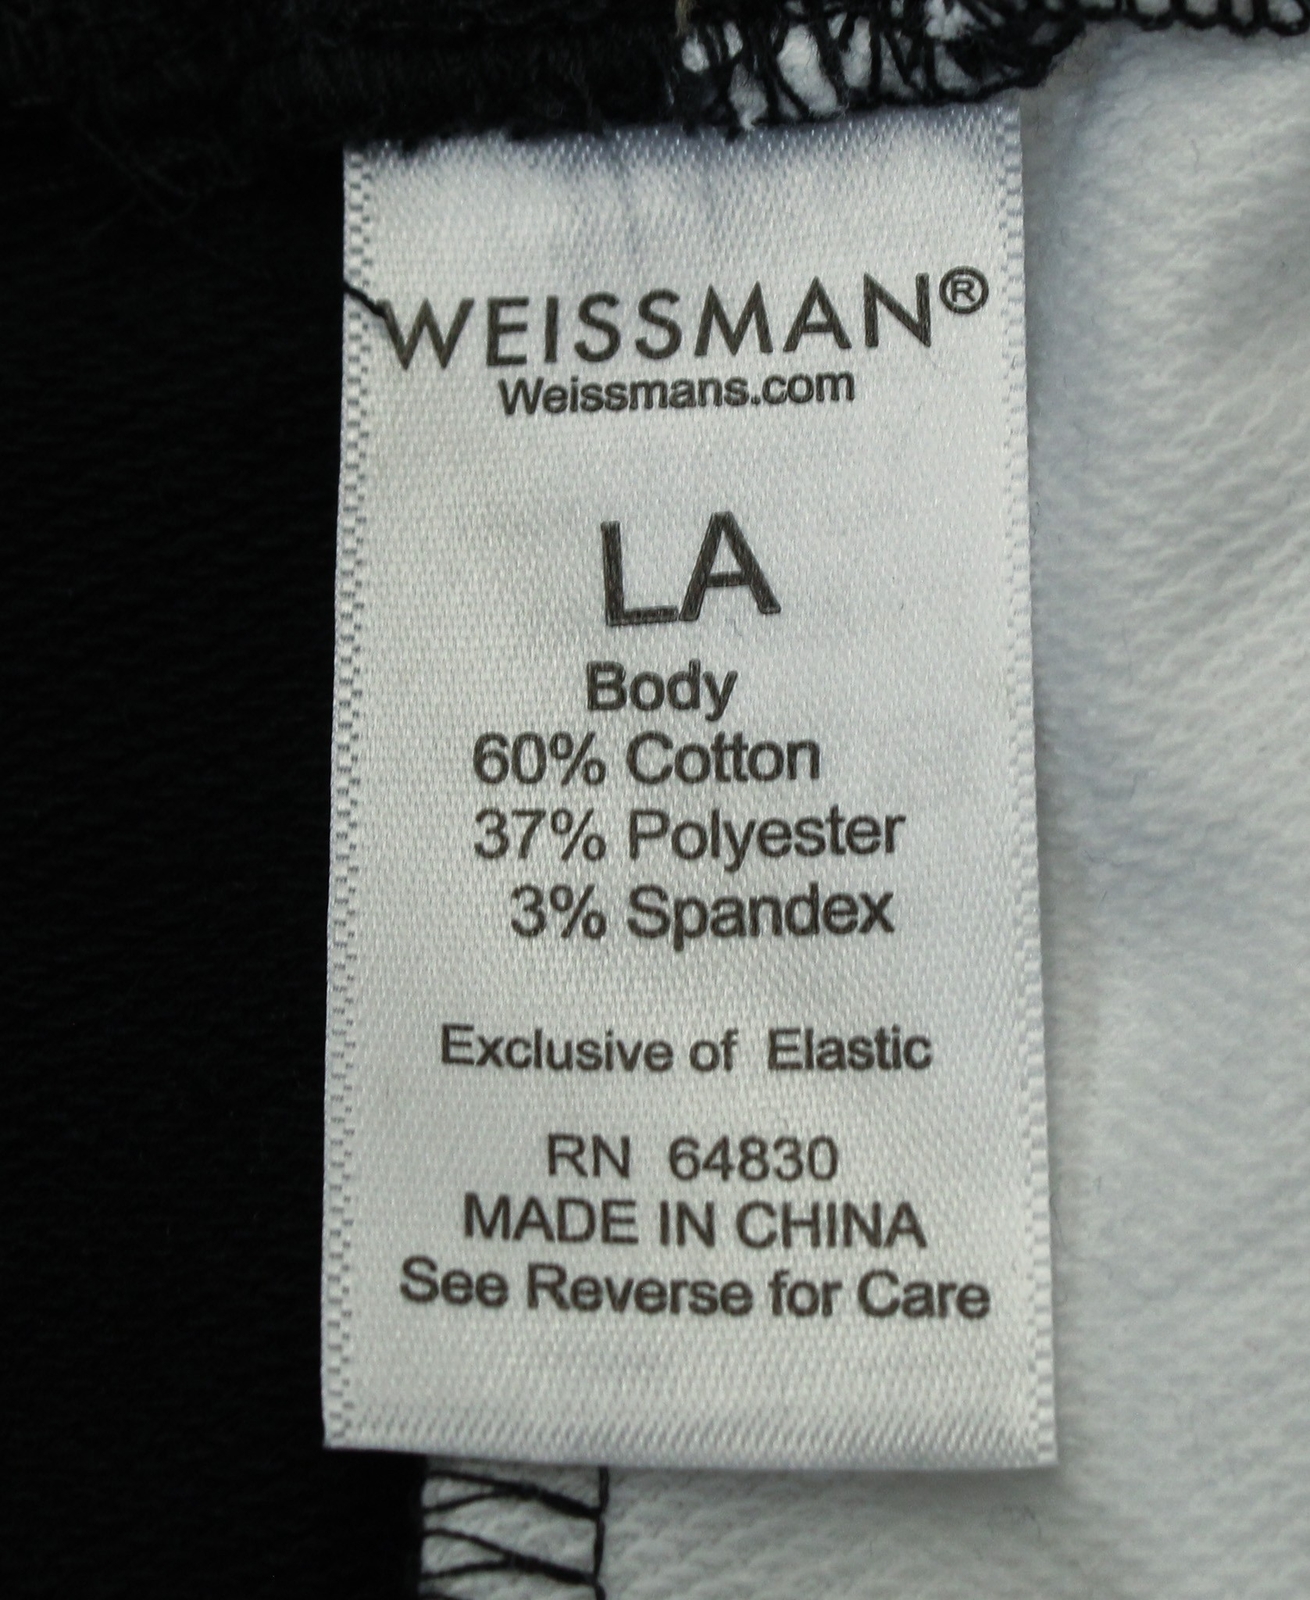 WEISSMAN®
Weissmans.com
LA
Body
60% Cotton
37% Polyester
3% Spandex
Exclusive of Elastic
RN 64830
MADE IN CHINA
See Reverse for Care